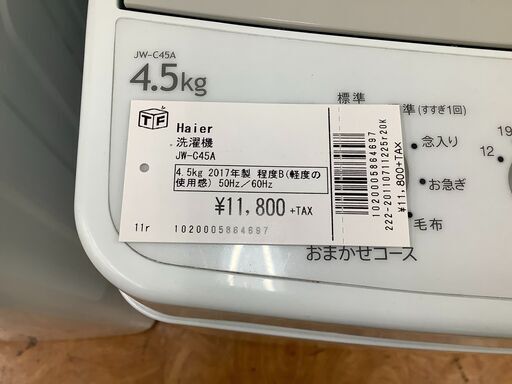 JW-C45A
4.5kg
TF
Haier
洗濯機
JW-C45A
4.5kg 2017年製 程度B(軽度の
使用感) 50Hz/60Hz
¥11,800 +TAX
11r
1020005864697
1020005864697
222-20110711225r20K
¥11,800+TAX
標準
準(すすぎ1回)
念入り
お急ぎ
毛布
おまかせコース
19
12